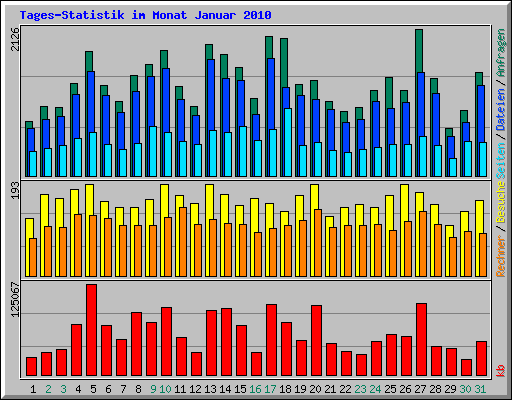 Tages-Statistik im Monat Januar 2010
2126
193
125067
Rechner / Besuche Seiten / Dateien / Anfragen
kb
1 2 3 4 5 6 7 8 9 10 11 12 13 14 15 16 17 18 19 20 21 22 23 24 25 26 27 28 29 30 31